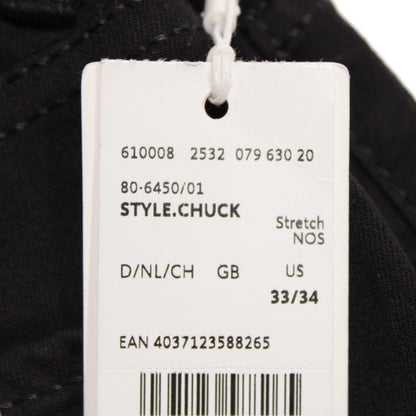 610008 2532 079 630 20
80-6450/01
STYLE.CHUCK
Stretch
NOS
D/NL/CH GB US
33/34
EAN 4037123588265